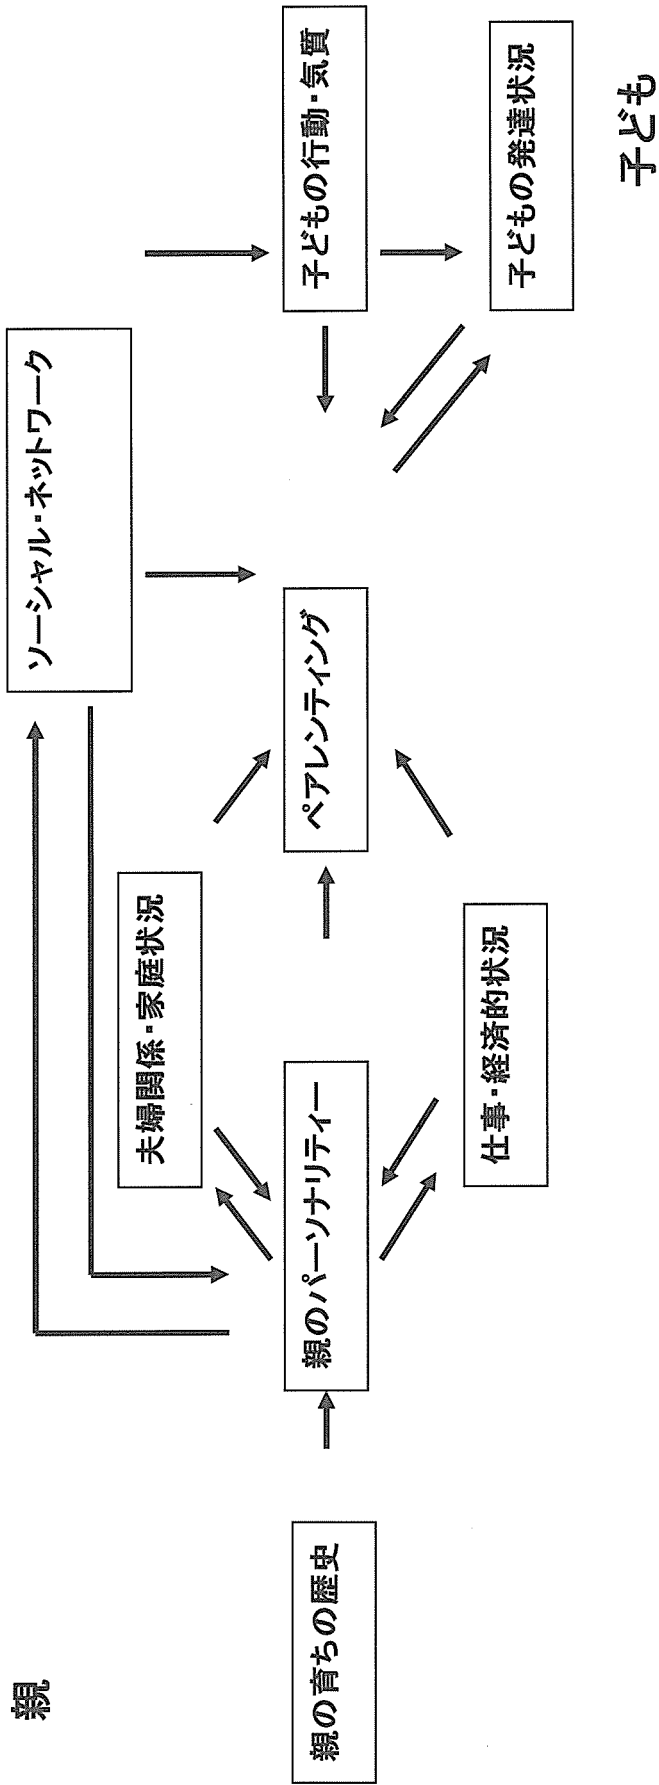 親
ソーシャル・ネットワーク
夫婦関係・家庭状況
親の育ちの歴史
親のパーソナリティー
ペアレンティング
子どもの行動・気質
仕事・経済的状況
子どもの発達状況
子ども